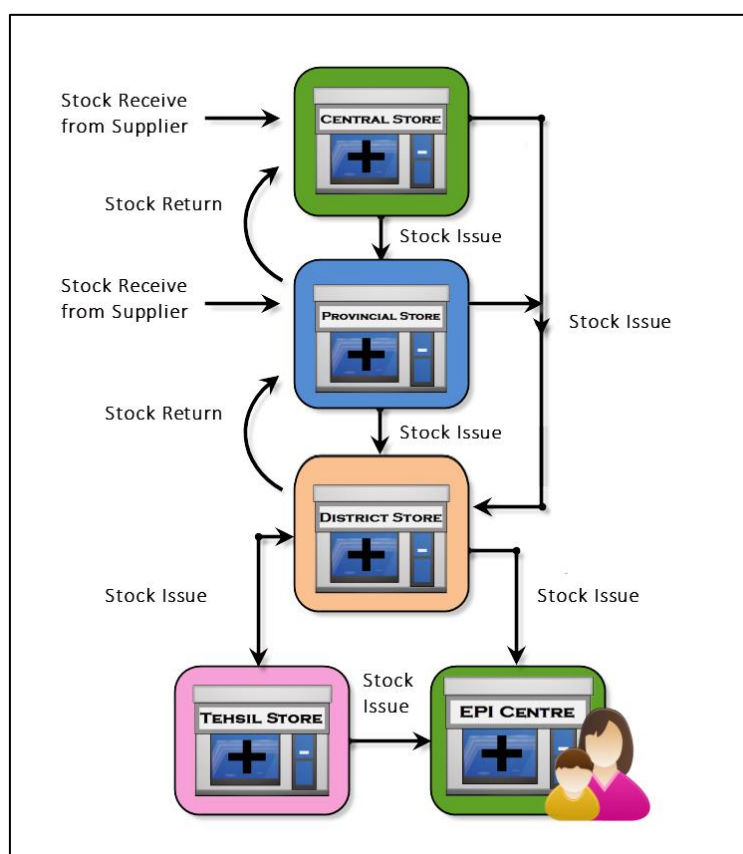 Stock Receive
from Supplier
CENTRAL STORE
Stock Return
Stock Issue
Stock Receive
from Supplier
PROVINCIAL STORE
Stock Issue
Stock Return
Stock Issue
DISTRICT STORE
Stock Issue
Stock Issue
Stock
Issue
TEHSIL STORE
EPI CENTRE